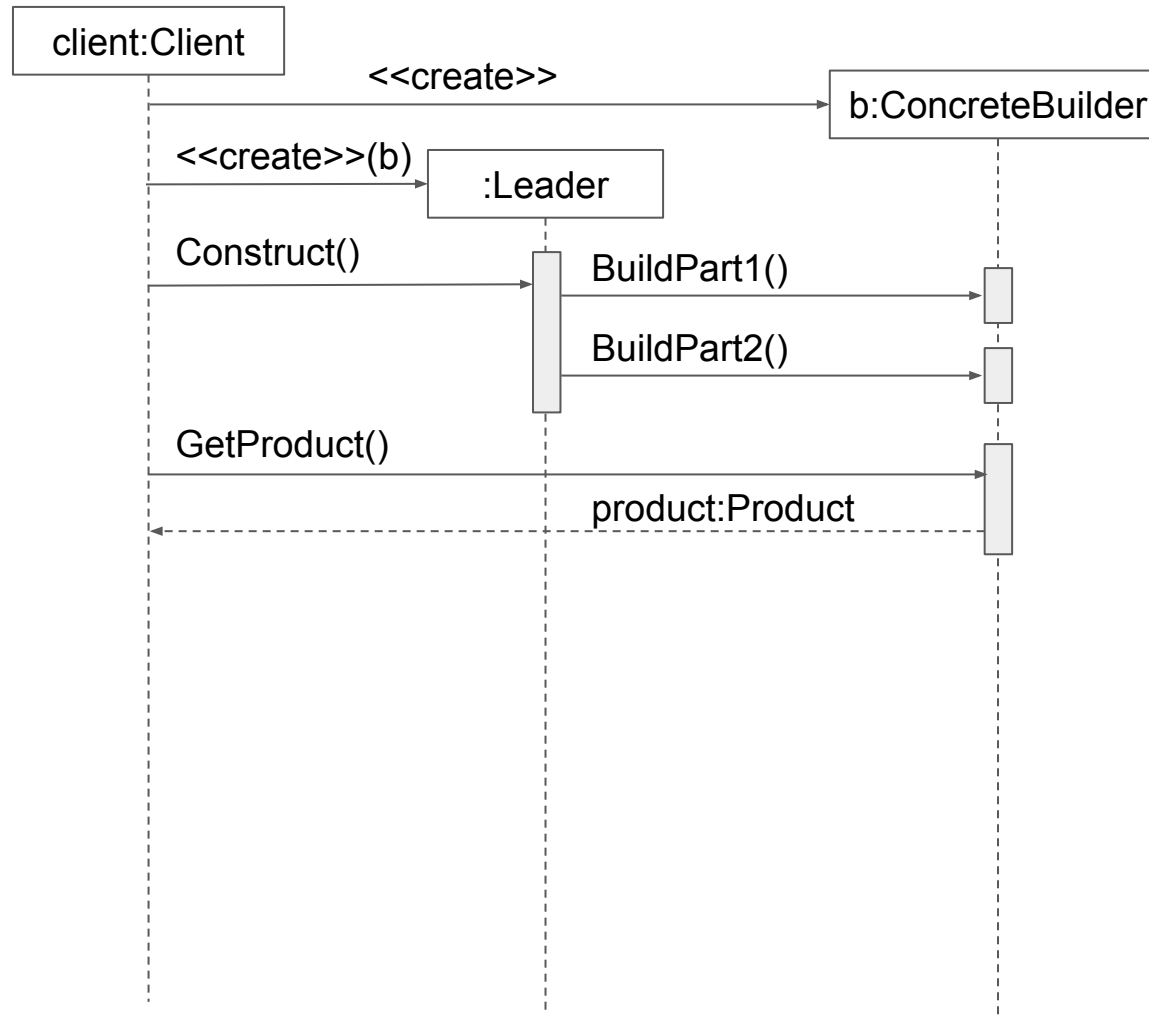 client:Client
<<create>>
b:ConcreteBuilder
<<create>>(b)
:Leader
Construct()
BuildPart1()
BuildPart2()
GetProduct()
product:Product